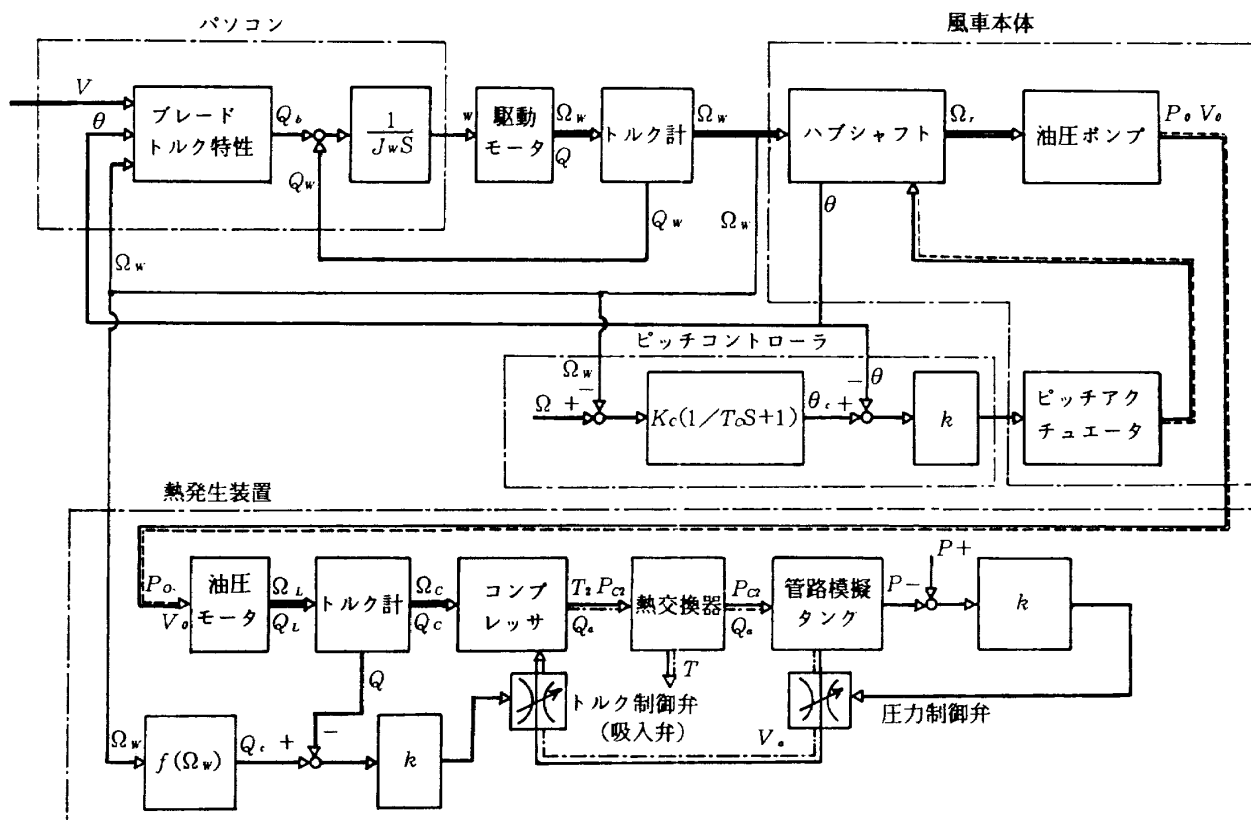 パソコン
風車本体
V
θ
ブレード
トルク特性
Q_b
1/J_wS
w
駆動
モータ
Ω_w
Q
トルク計
Ω_w
ハブシャフト
Ω_r
油圧ポンプ
P_0 V_0
Q_w
Q_w
Ω_w
θ
Ω_w
ピッチコントローラ
Ω_w
−
Ω +
K_c(1/T_cS+1)
θ_c +
− θ
k
ピッチアク
チュエータ
熱発生装置
P_0
V_0
油圧
モータ
Ω_L
Q_L
トルク計
Ω_C
Q_C
コンプ
レッサ
T_2 P_C2
Q_a
熱交換器
P_C2
Q_a
管路模擬
タング
P−
P+
k
Q
T
トルク制御弁
(吸入弁)
圧力制御弁
V_a
Ω_w
f(Ω_w)
Q_c +
−
k